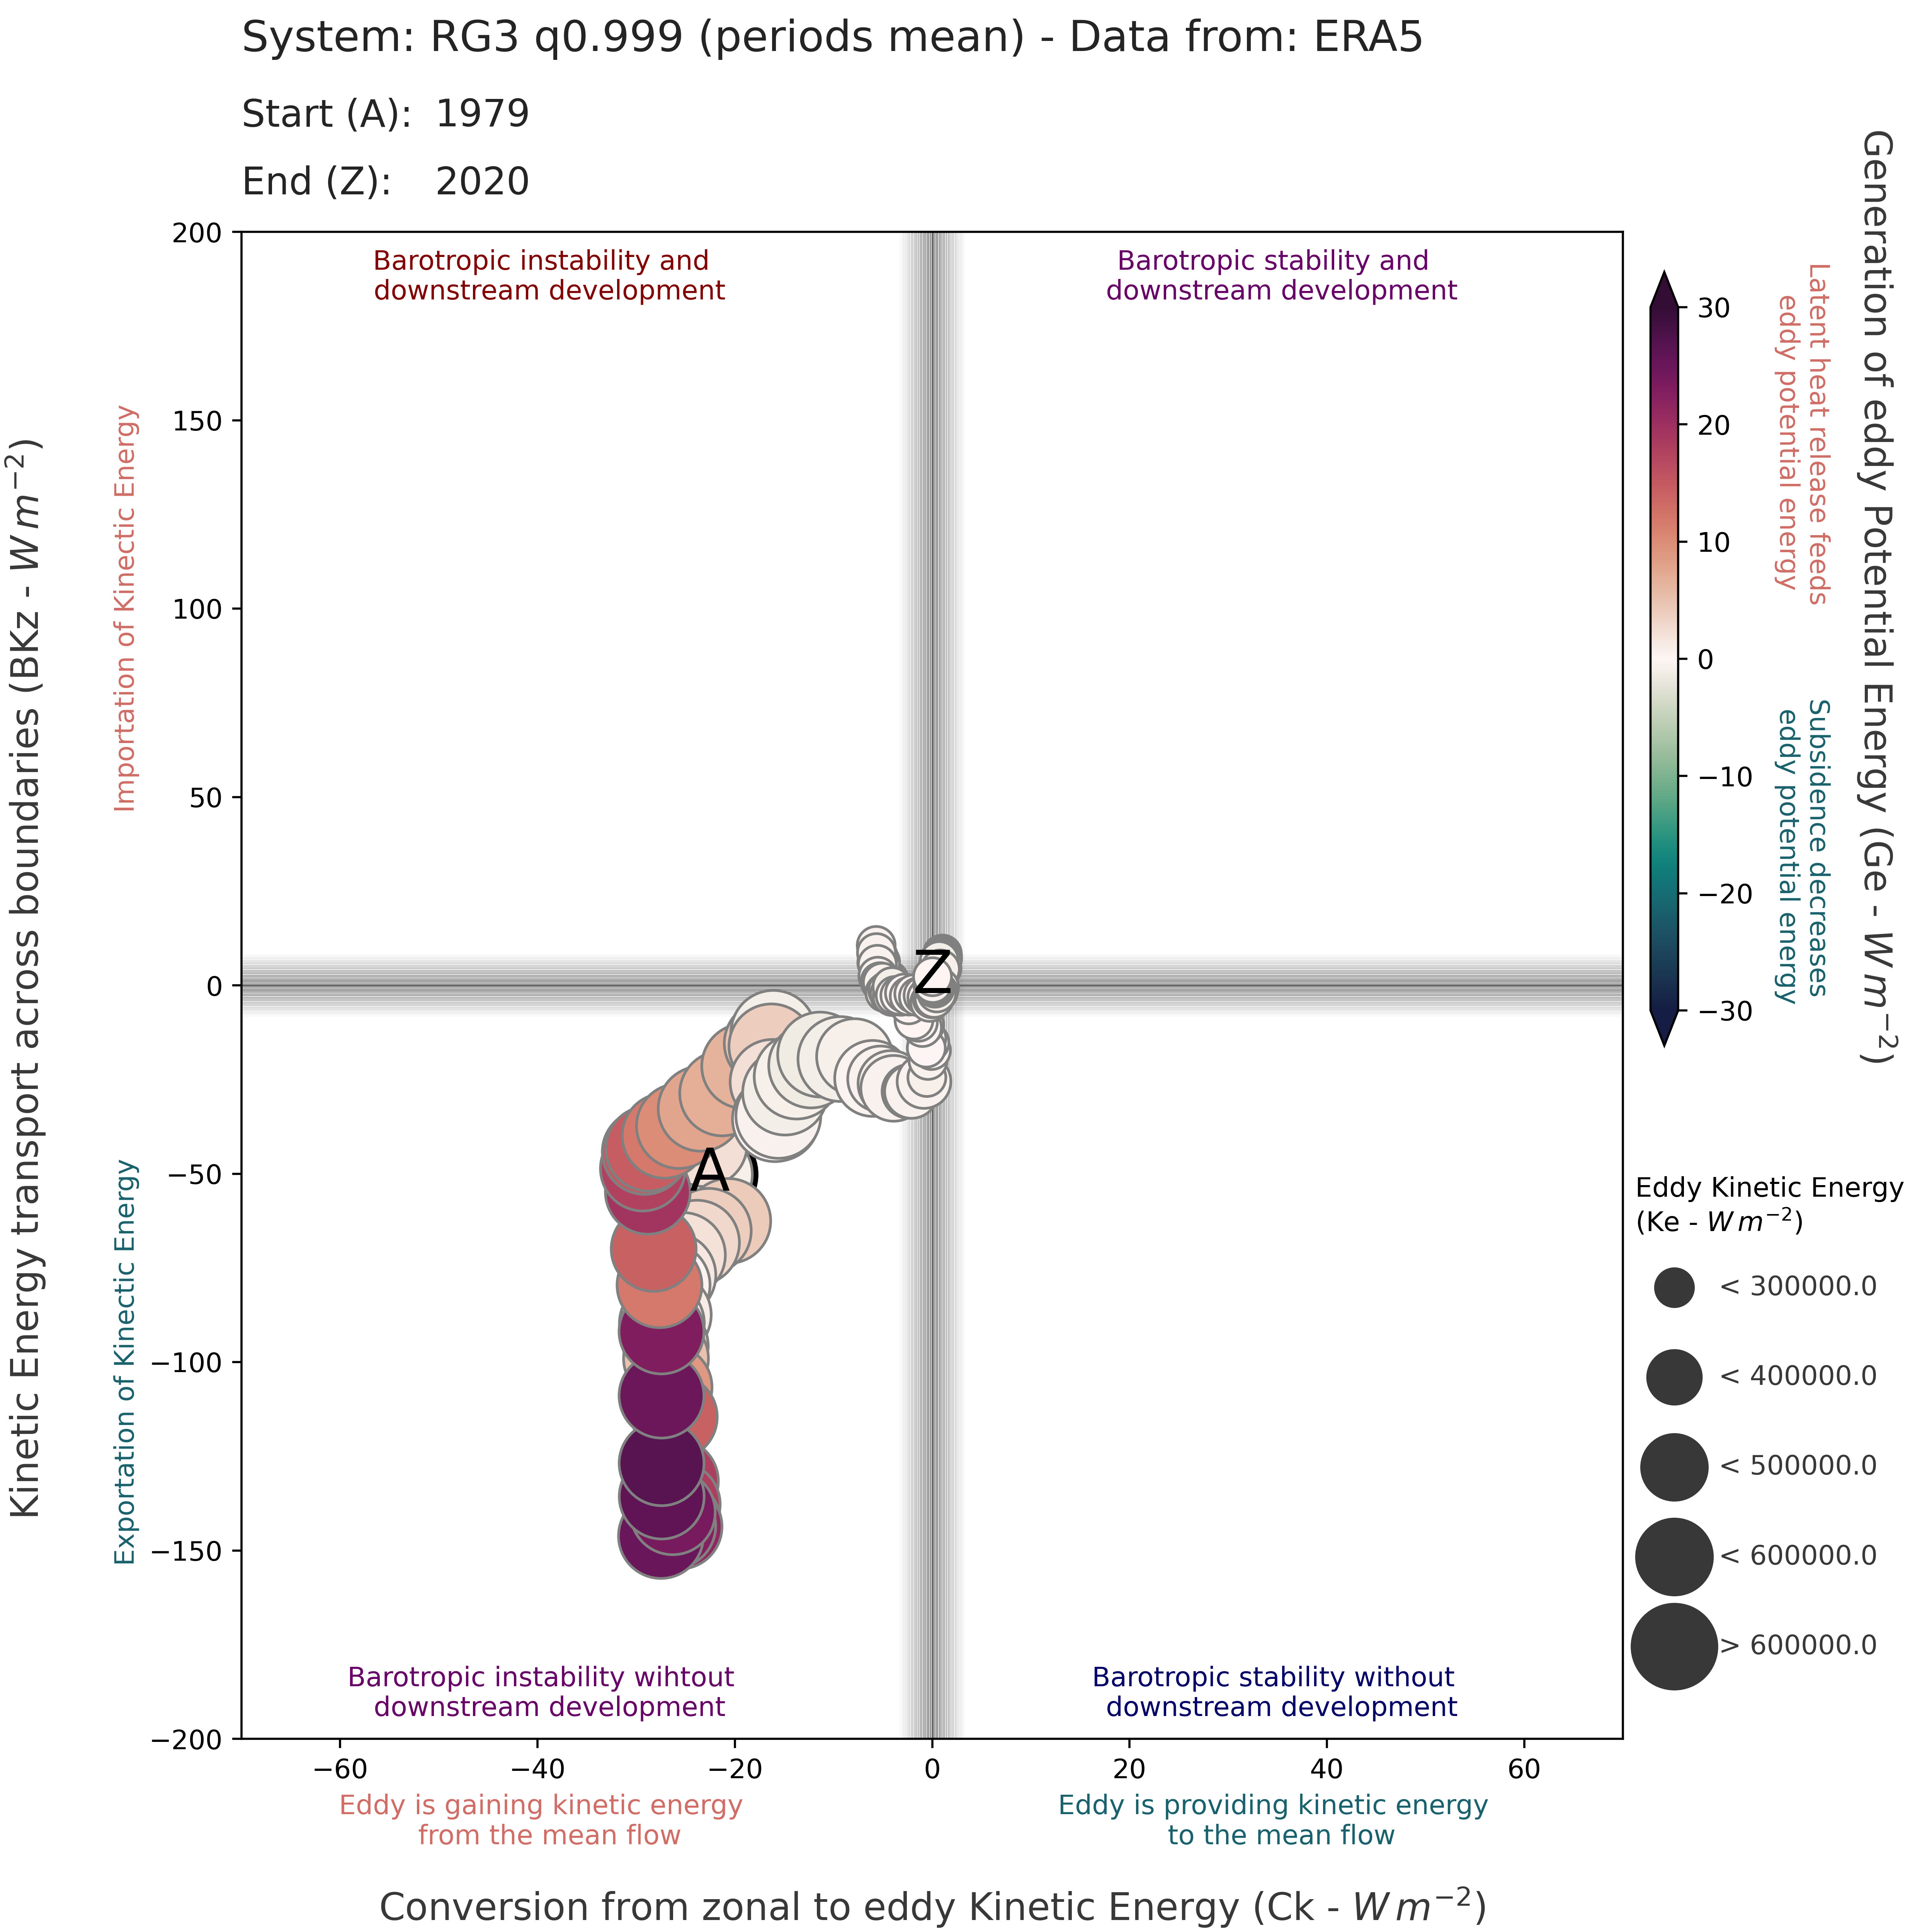 System: RG3 q0.999 (periods mean) - Data from: ERA5
Start (A): 1979
End (Z): 2020
Kinetic Energy transport across boundaries (BKz - W m−2)
Importation of Kinectic Energy
Exportation of Kinectic Energy
200
150
100
50
0
−50
−100
−150
−200
Barotropic instability and
downstream development
Barotropic stability and
downstream development
Z
A
Barotropic instability wihtout
downstream development
Barotropic stability without
downstream development
−60
−40
−20
0
20
40
60
Eddy is gaining kinetic energy
from the mean flow
Eddy is providing kinetic energy
to the mean flow
Conversion from zonal to eddy Kinetic Energy (Ck - W m−2)
30
20
10
0
−10
−20
−30
Latent heat release feeds
eddy potential energy
Subsidence decreases
eddy potential energy
Generation of eddy Potential Energy (Ge - W m−2)
Eddy Kinetic Energy
(Ke - W m−2)
< 300000.0
< 400000.0
< 500000.0
< 600000.0
> 600000.0